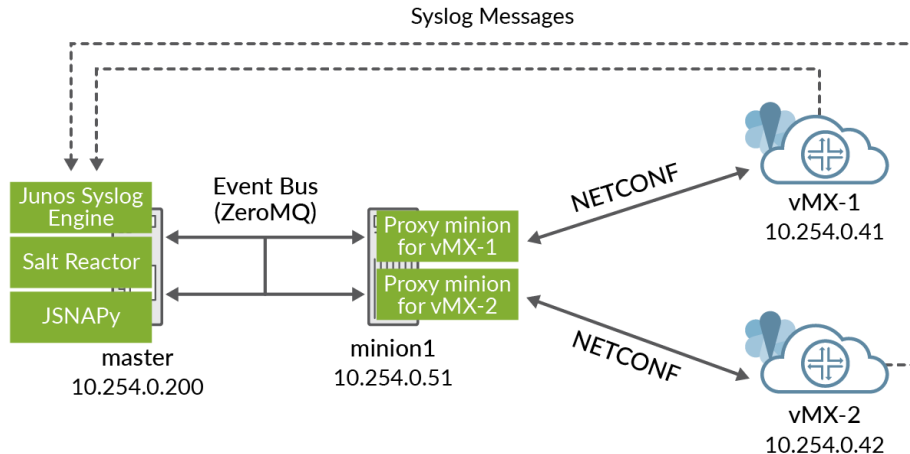 Syslog Messages
Junos Syslog
Engine
Salt Reactor
JSNAPy
master
10.254.0.200
Event Bus
(ZeroMQ)
Proxy minion
for vMX-1
Proxy minion
for vMX-2
minion1
10.254.0.51
NETCONF
NETCONF
vMX-1
10.254.0.41
vMX-2
10.254.0.42